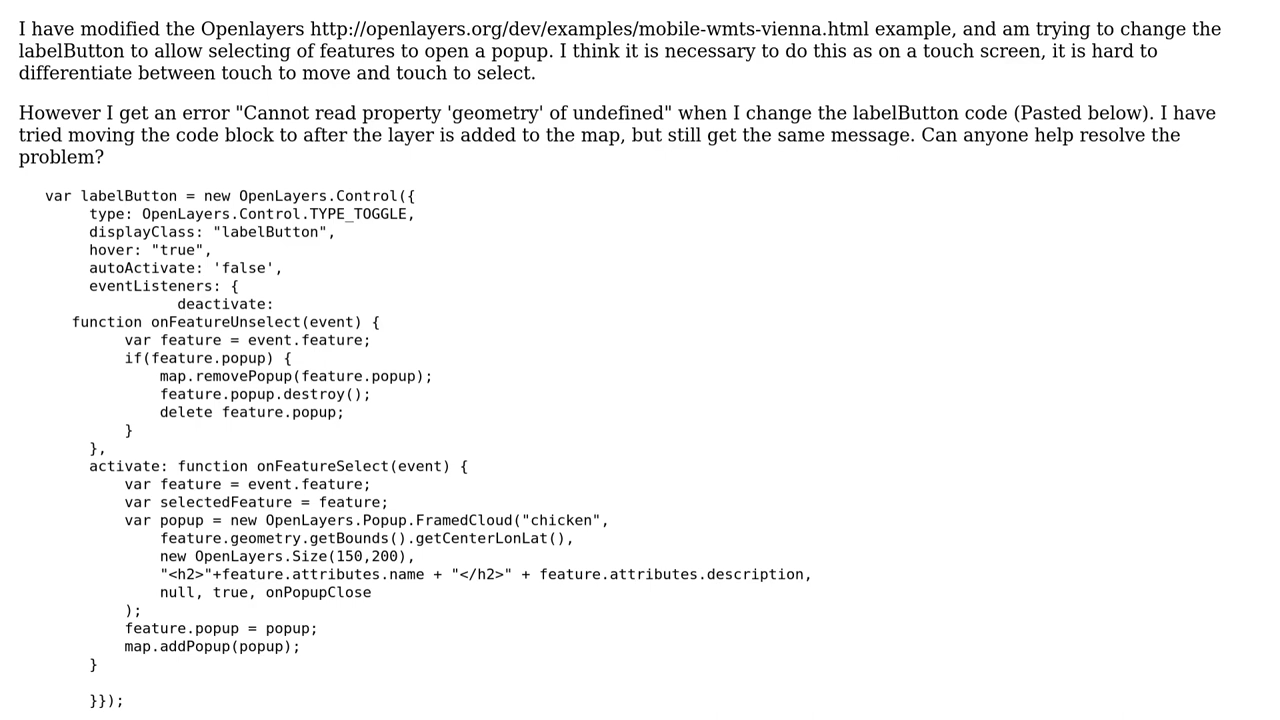 I have modified the Openlayers http://openlayers.org/dev/examples/mobile-wmts-vienna.html example, and am trying to change the
labelButton to allow selecting of features to open a popup. I think it is necessary to do this as on a touch screen, it is hard to
differentiate between touch to move and touch to select.
However I get an error "Cannot read property 'geometry' of undefined" when I change the labelButton code (Pasted below). I have
tried moving the code block to after the layer is added to the map, but still get the same message. Can anyone help resolve the
problem?
var labelButton = new OpenLayers.Control({
type: OpenLayers.Control.TYPE_TOGGLE,
displayClass: "labelButton",
hover: "true",
autoActivate: 'false',
eventListeners: {
deactivate:
function onFeatureUnselect(event) {
var feature = event.feature;
if(feature.popup) {
map.removePopup(feature.popup);
feature.popup.destroy();
delete feature.popup;
}
},
activate: function onFeatureSelect(event) {
var feature = event.feature;
var selectedFeature = feature;
var popup = new OpenLayers.Popup.FramedCloud("chicken",
feature.geometry.getBounds().getCenterLonLat(),
new OpenLayers.Size(150,200),
"<h2>"+feature.attributes.name + "</h2>" + feature.attributes.description,
null, true, onPopupClose
);
feature.popup = popup;
map.addPopup(popup);
}
}});